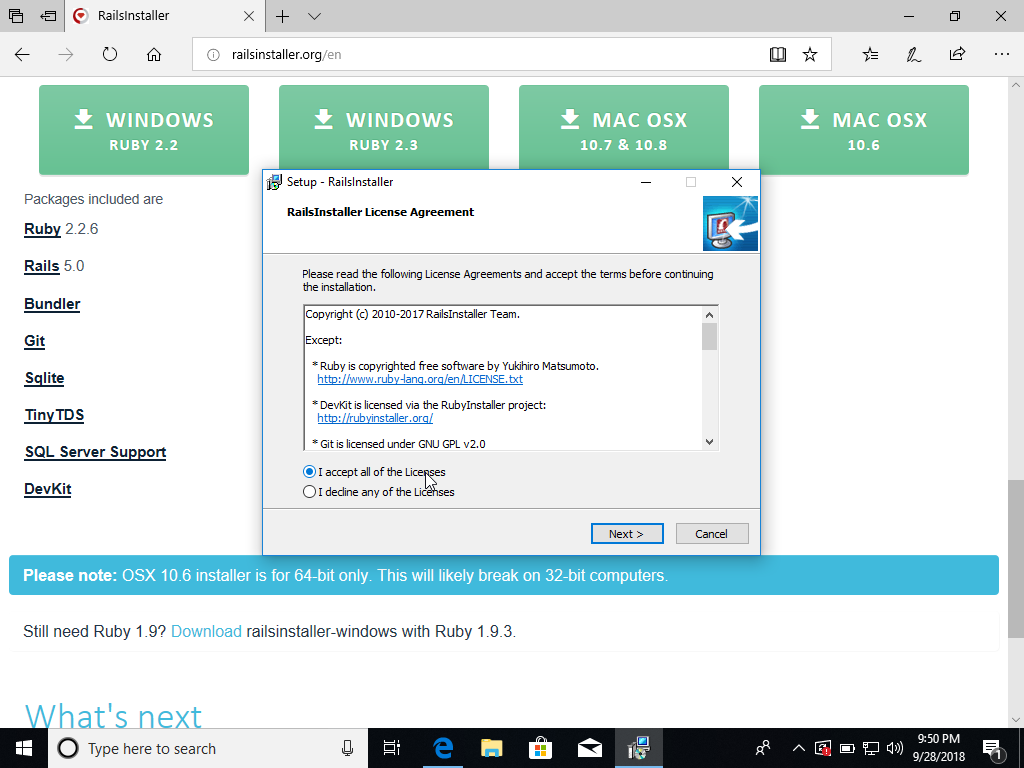 RailsInstaller
railsinstaller.org/en
WINDOWS
RUBY 2.2
WINDOWS
RUBY 2.3
MAC OSX
10.7 & 10.8
MAC OSX
10.6
Packages included are
Ruby 2.2.6
Rails 5.0
Bundler
Git
Sqlite
TinyTDS
SQL Server Support
DevKit
Setup - RailsInstaller
RailsInstaller License Agreement
Please read the following License Agreements and accept the terms before continuing
the installation.
Copyright (c) 2010-2017 RailsInstaller Team.
Except:
* Ruby is copyrighted free software by Yukihiro Matsumoto.
http://www.ruby-lang.org/en/LICENSE.txt
* DevKit is licensed via the RubyInstaller project:
http://rubyinstaller.org/
* Git is licensed under GNU GPL v2.0
I accept all of the Licenses
I decline any of the Licenses
Next >
Cancel
Please note: OSX 10.6 installer is for 64-bit only. This will likely break on 32-bit computers.
Still need Ruby 1.9? Download railsinstaller-windows with Ruby 1.9.3.
What's next
Type here to search
9:50 PM
9/28/2018
1